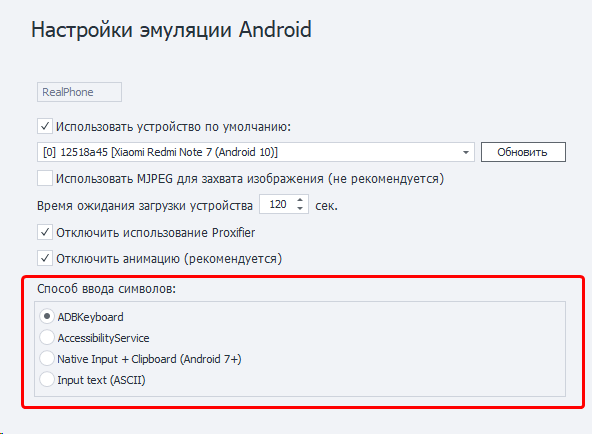 Настройки эмуляции Android
RealPhone
Использовать устройство по умолчанию:
[0] 12518a45 [Xiaomi Redmi Note 7 (Android 10)] Обновить
Использовать MJPEG для захвата изображения (не рекомендуется)
Время ожидания загрузки устройства 120 сек.
Отключить использование Proxifier
Отключить анимацию (рекомендуется)
Способ ввода символов:
ADBKeyboard
AccessibilityService
Native Input + Clipboard (Android 7+)
Input text (ASCII)